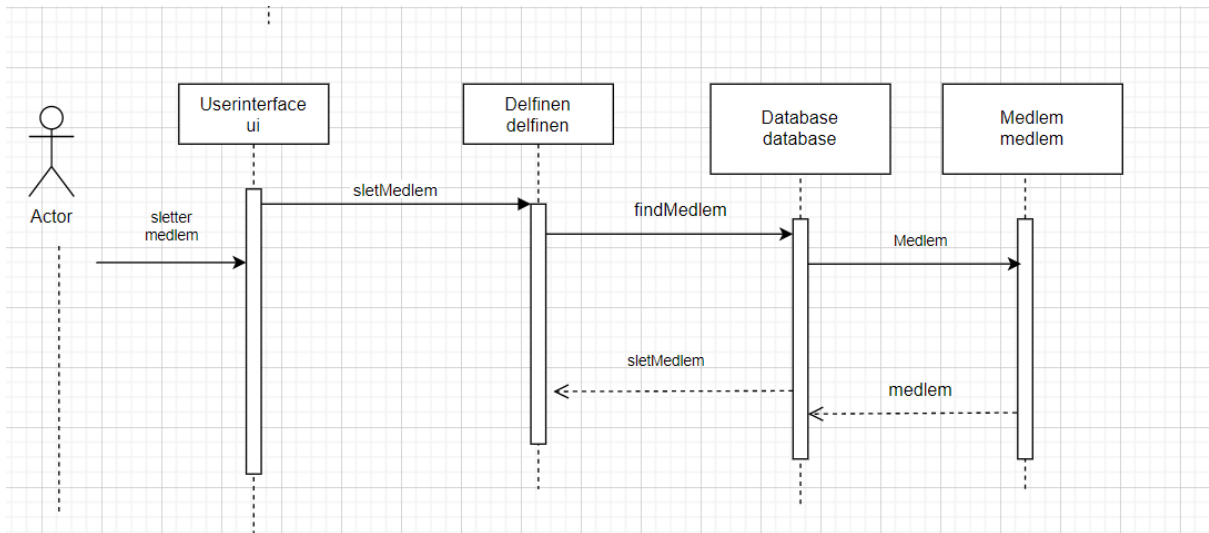 Userinterface
ui
Delfinen
delfinen
Database
database
Medlem
medlem
Actor
sletter
medlem
sletMedlem
findMedlem
Medlem
sletMedlem
medlem